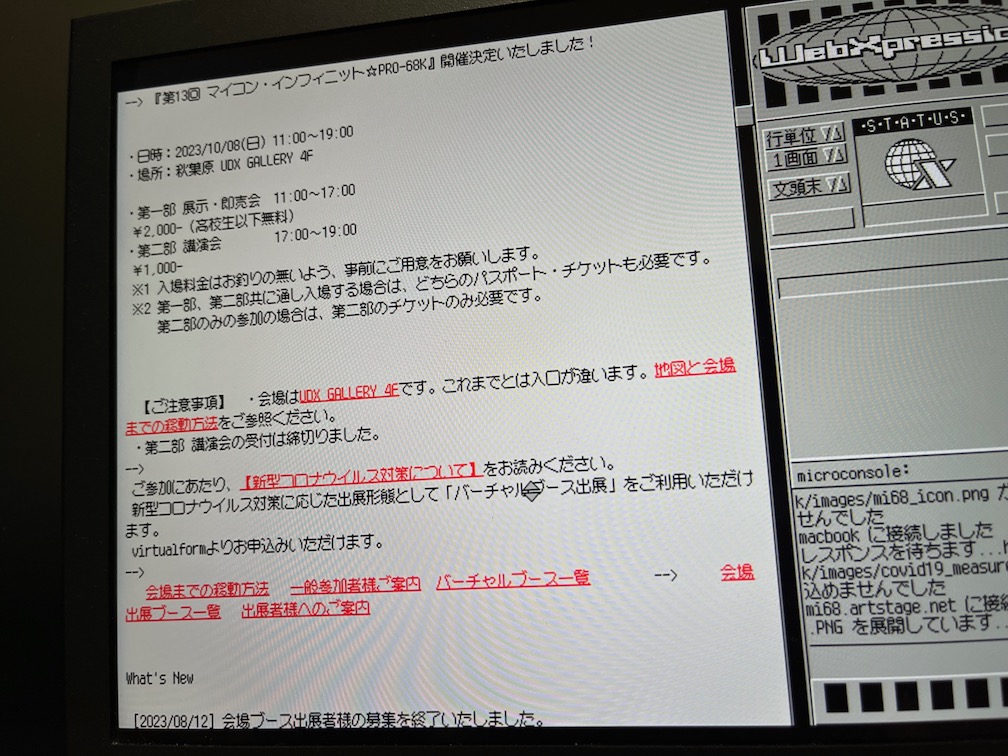 --> 『第13回 マイコン・インフィニット☆PRO-68K』開催決定いたしました！
・日時：2023/10/08(日) 11:00〜19:00
・場所：秋葉原 UDX GALLERY 4F
・第一部 展示・即売会 11:00〜17:00
￥2,000-（高校生以下無料）
・第二部 講演会 17:00〜19:00
￥1,000-
※1 入場料金はお釣りの無いよう、事前にご用意をお願いします。
※2 第一部、第二部共に通し入場する場合は、どちらのパスポート・チケットも必要です。
第二部のみの参加の場合は、第二部のチケットのみ必要です。
【ご注意事項】 ・会場はUDX GALLERY 4Fです。これまでとは入口が違います。地図と会場
までの移動方法をご参照ください。
・第二部 講演会の受付は締切りました。
-->
ご参加にあたり、【新型コロナウイルス対策について】をお読みください。
新型コロナウイルス対策に応じた出展形態として「バーチャルブース出展」をご利用いただけ
ます。
virtualformよりお申込みいただけます。
-->
会場までの移動方法 一般参加者様ご案内 バーチャルブース一覧 --> 会場
出展ブース一覧 出展者様へのご案内
What's New
[2023/08/12] 会場ブース出展者様の募集を終了いたしました。
WebXpressio
・S・T・A・T・U・S・
行単位
1画面
文頭末
microconsole:
k/images/mi68_icon.png が
せんでした
macbook に接続しました
レスポンスを待ちます...
k/images/covid19_measure
込めませんでした
mi68.artstage.net に接続
.PNG を展開しています...